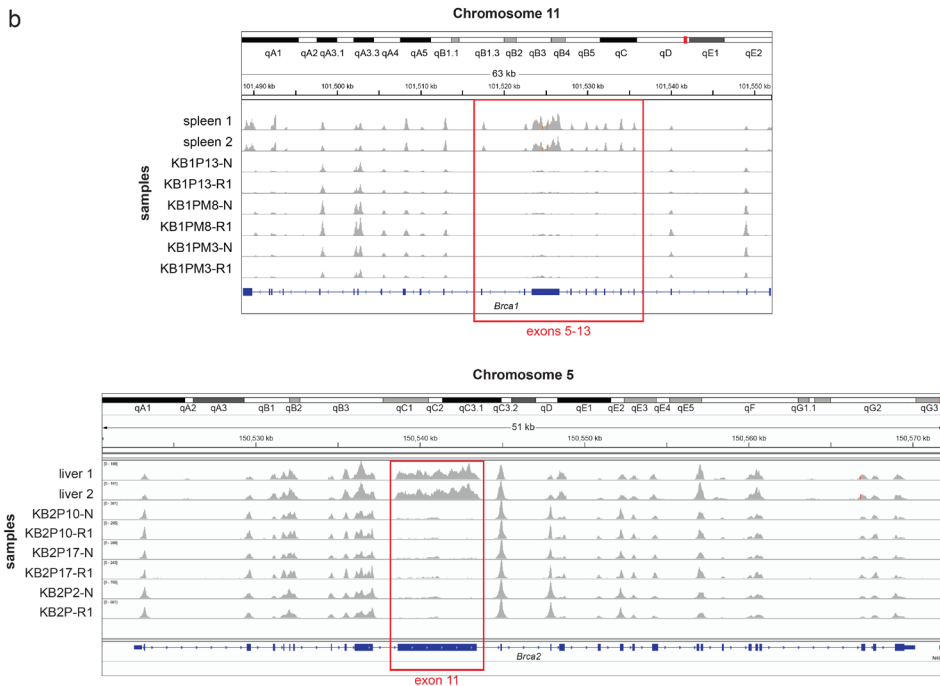 b
Chromosome 11
qA1 qA2 qA3.1 qA3.3 qA4 qA5 qB1.1 qB1.3 qB2 qB3 qB4 qB5 qC qD qE1 qE2
63 kb
101,490 kb 101,500 kb 101,510 kb 101,520 kb 101,530 kb 101,540 kb 101,550 kb
samples
spleen 1
spleen 2
KB1P13-N
KB1P13-R1
KB1PM8-N
KB1PM8-R1
KB1PM3-N
KB1PM3-R1
Brca1
exons 5-13
Chromosome 5
qA1 qA2 qA3 qB1 qB2 qB3 qC1 qC2 qC3.1 qC3.2 qD qE1 qE2 qE3 qE4 qE5 qF qG1.1 qG2 qG3
51 kb
150,530 kb 150,540 kb 150,550 kb 150,560 kb 150,570 kb
samples
liver 1
liver 2
KB2P10-N
KB2P10-R1
KB2P17-N
KB2P17-R1
KB2P2-N
KB2P-R1
Brca2
exon 11